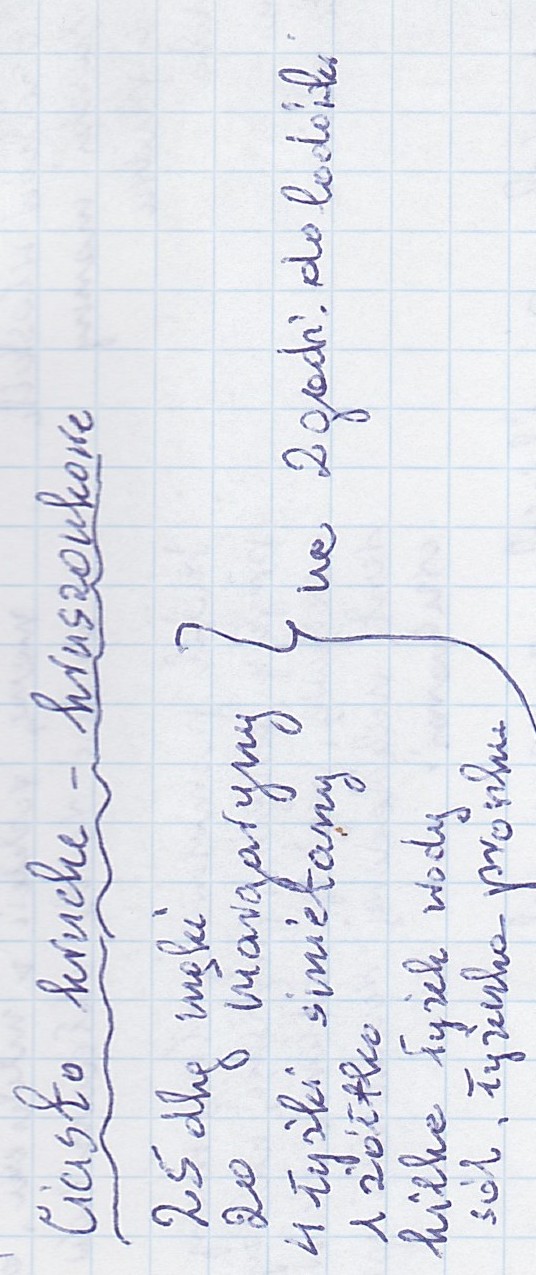 Ciasto kruche - kruszonkowe
25 dkg mąki
20 margaryny
4 łyżki śmietany
1 żółtko
na 2 godz. do lodówki
kilka łyżek wody
sól, łyżeczka proszku